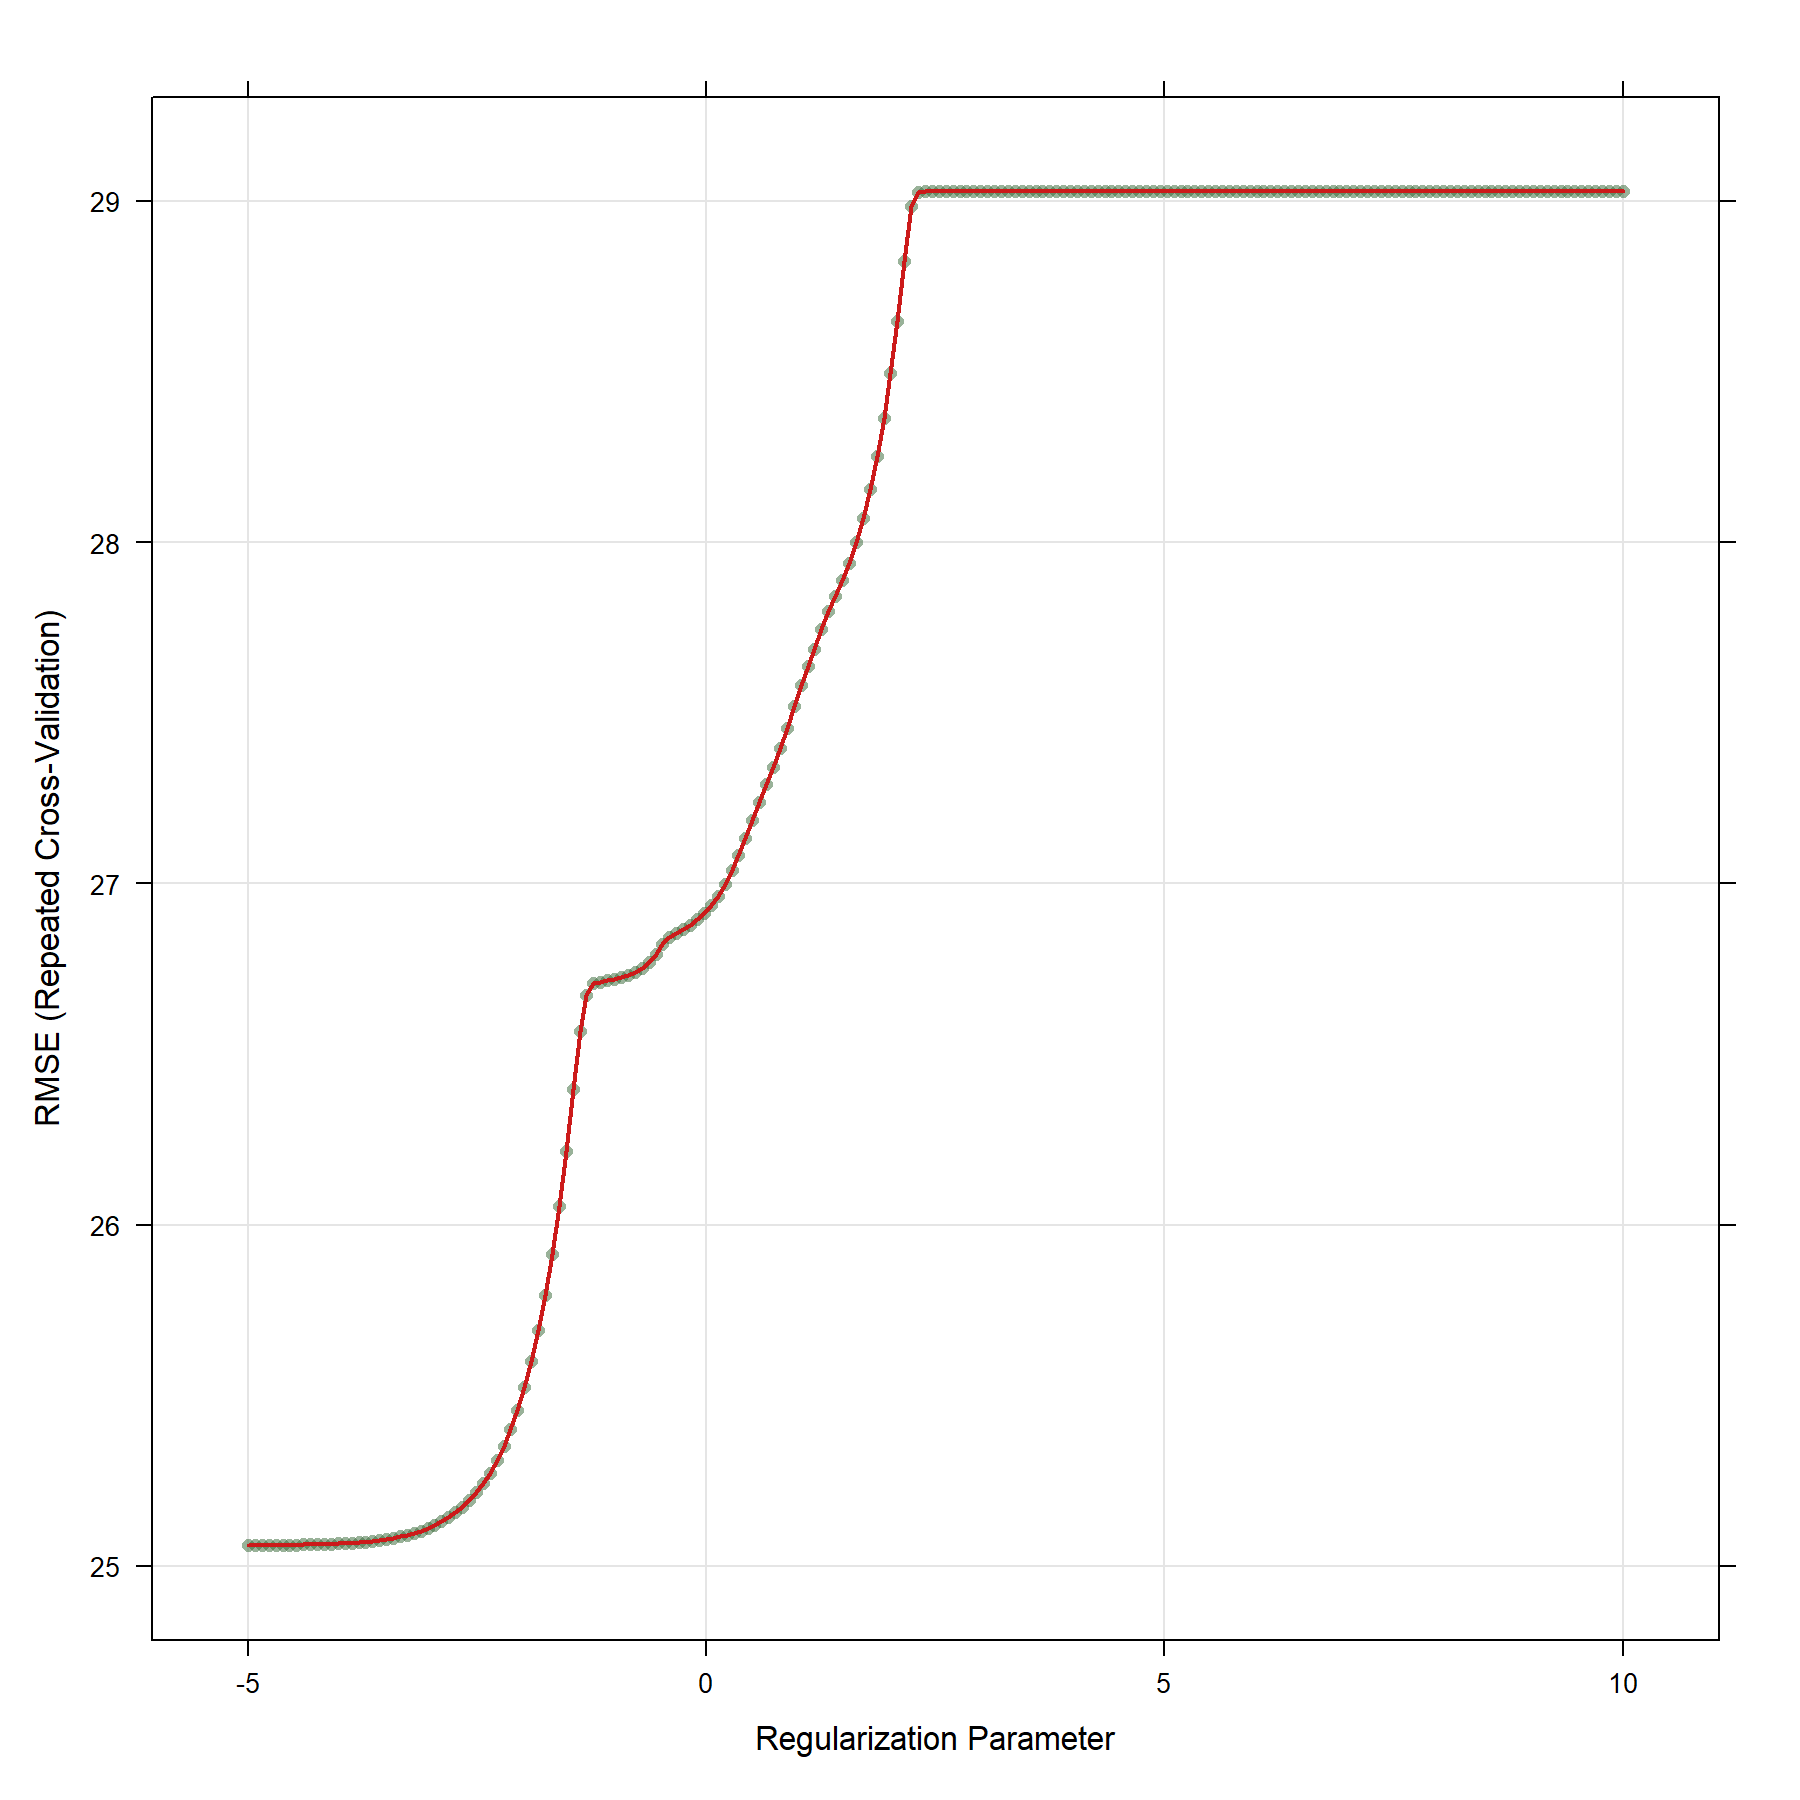 29
28
27
26
25
RMSE (Repeated Cross-Validation)
-5 0 5 10
Regularization Parameter